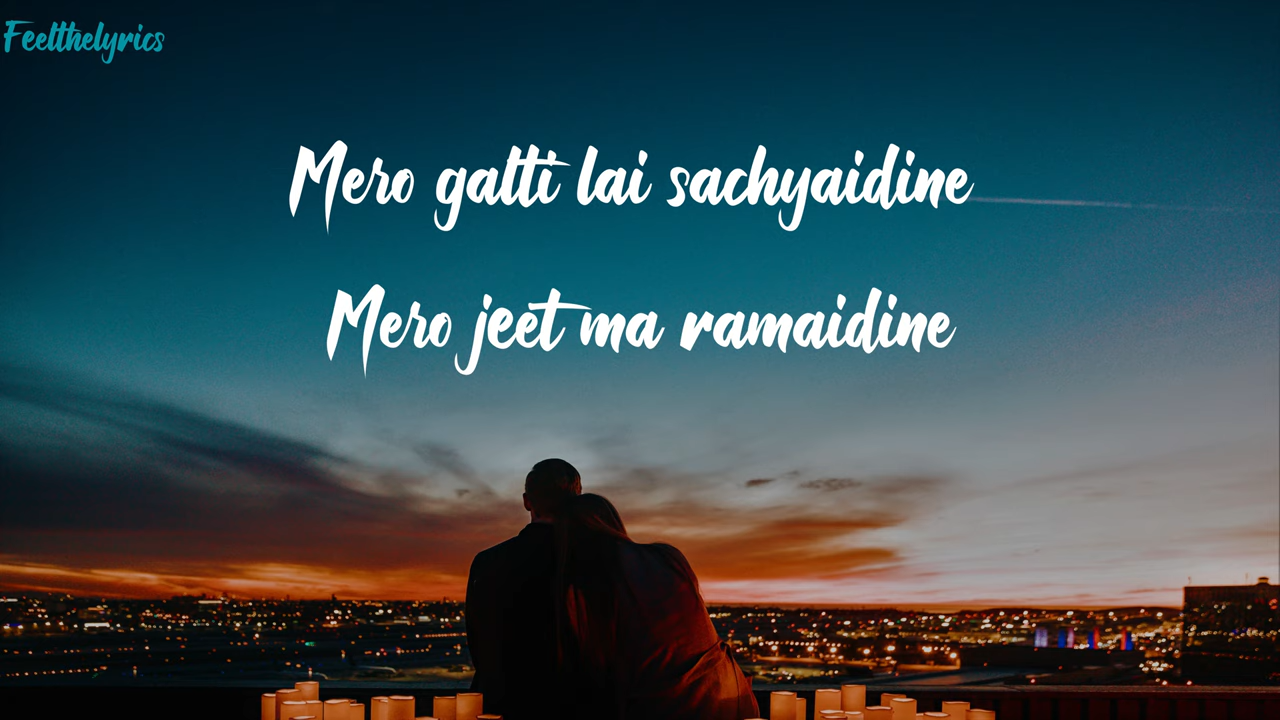 Feelthelyrics
Mero galti lai sachyaidine
Mero jeet ma ramaidine